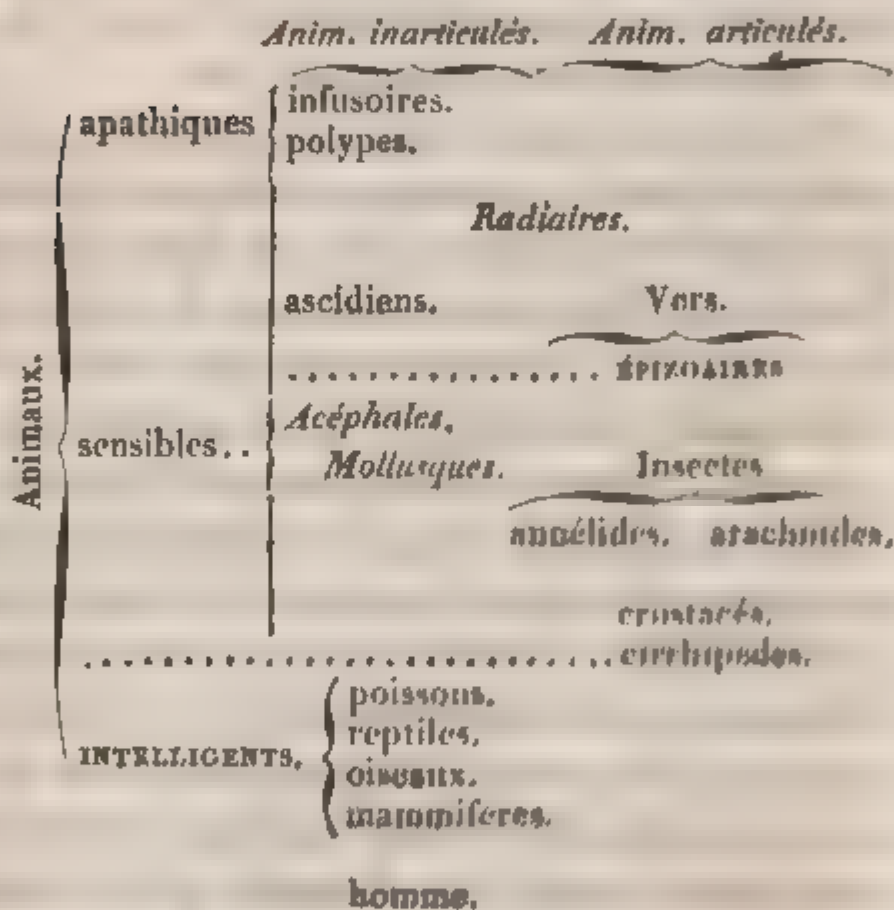 Anim. inarticulés. Anim. articulés.
apathiques
infusoires.
polypes.
Radiaires.
ascidiens. Vers.
.............. ÉPIZOAIRES
Animaux.
sensibles..
Acéphales.
Mollusques. Insectes
annélides. arachnides.
crustacés.
......................... cirrhipèdes.
INTELLIGENTS.
poissons.
reptiles.
oiseaux.
mammifères.
homme.